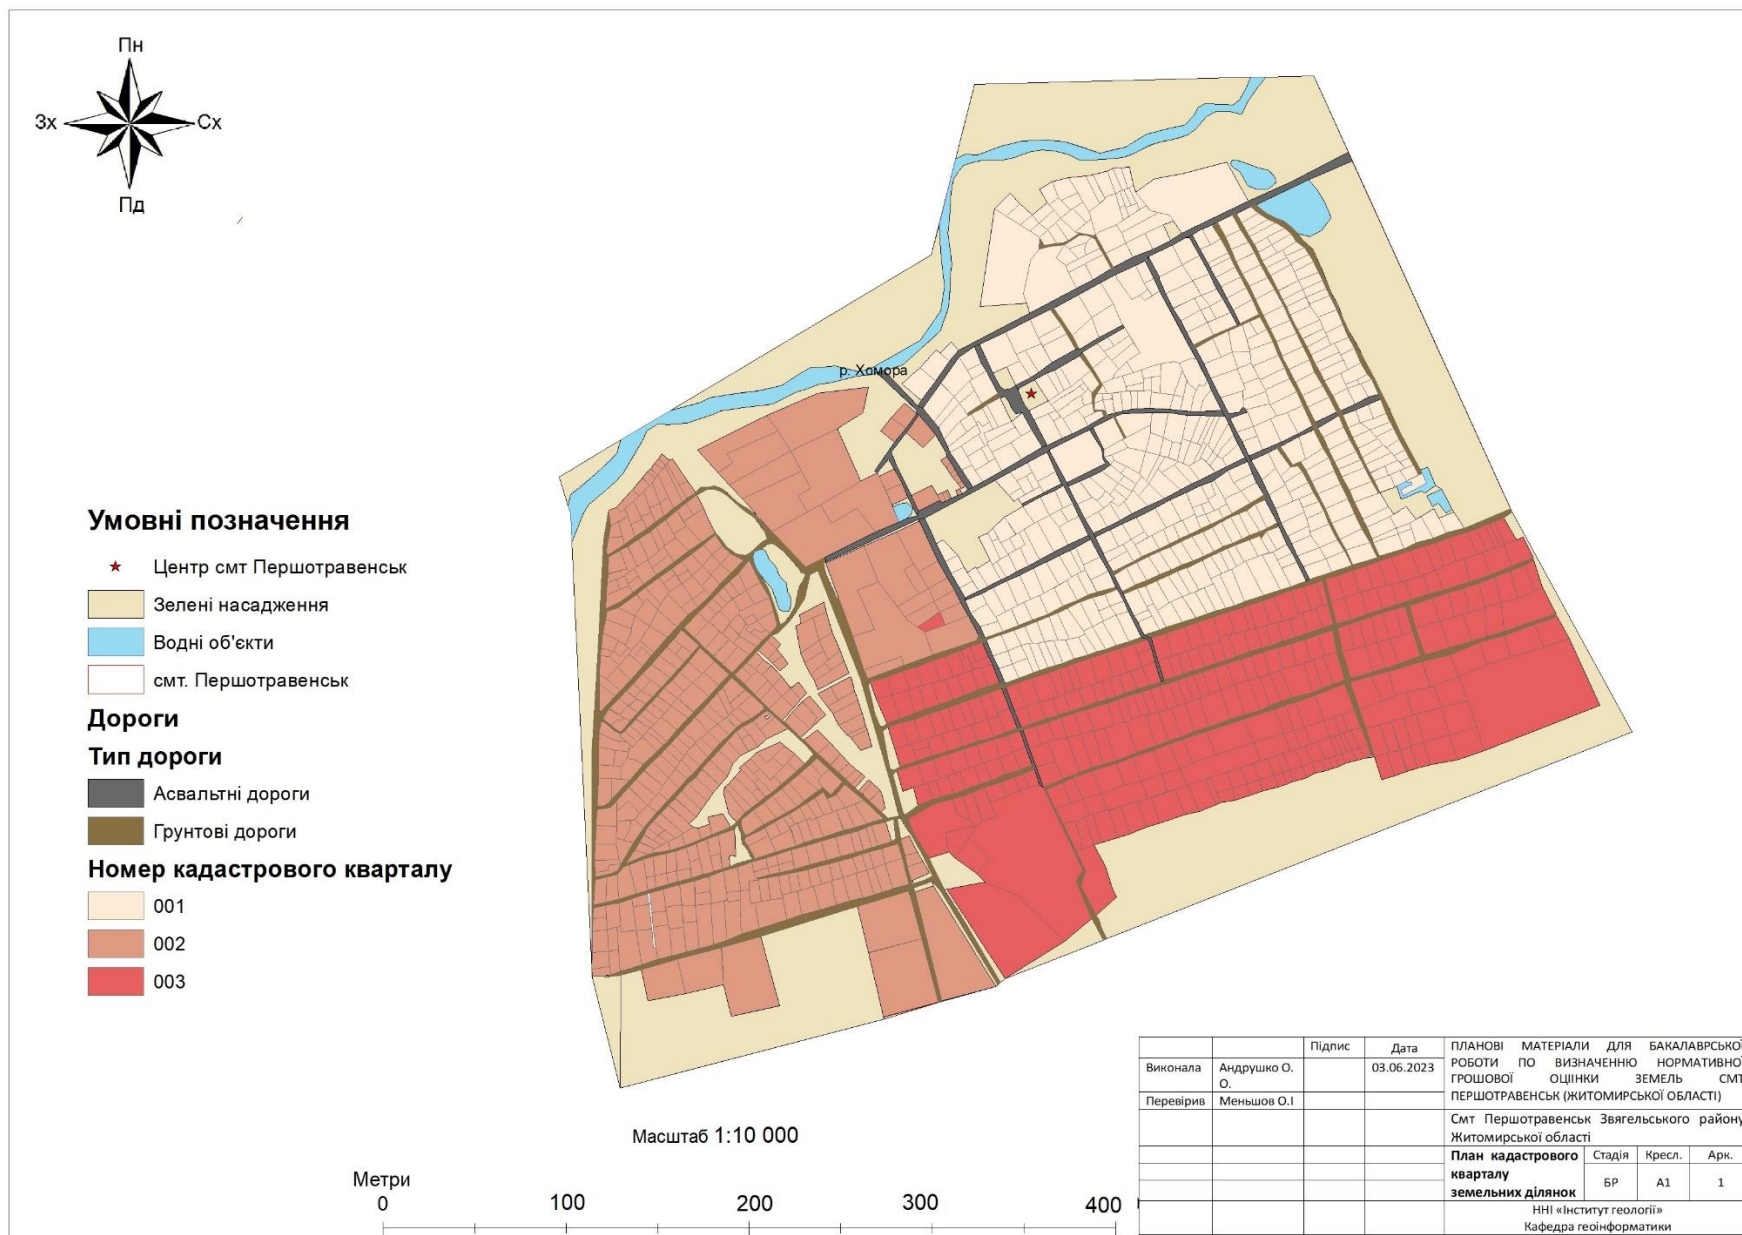 Пн
Зх
Сх
Пд
р. Хомора
Умовні позначення
Центр смт Першотравенськ
Зелені насадження
Водні об'єкти
смт. Першотравенськ
Дороги
Тип дороги
Асвальтні дороги
Грунтові дороги
Номер кадастрового кварталу
001
002
003
Масштаб 1:10 000
Метри
0 100 200 300 400
Підпис Дата
Виконала Андрушко О. О. 03.06.2023
Перевірив Меньшов О.І
ПЛАНОВІ МАТЕРІАЛИ ДЛЯ БАКАЛАВРСЬКОЇ
РОБОТИ ПО ВИЗНАЧЕННЮ НОРМАТИВНОЇ
ГРОШОВОЇ ОЦІІНКИ ЗЕМЕЛЬ СМТ
ПЕРШОТРАВЕНСЬК (ЖИТОМИРСЬКОЇ ОБЛАСТІ)
Смт Першотравенськ Звягельського району
Житомирської області
План кадастрового
кварталу
земельних ділянок
Стадія Кресл. Арк.
БР А1 1
ННІ «Інститут геології»
Кафедра геоінформатики